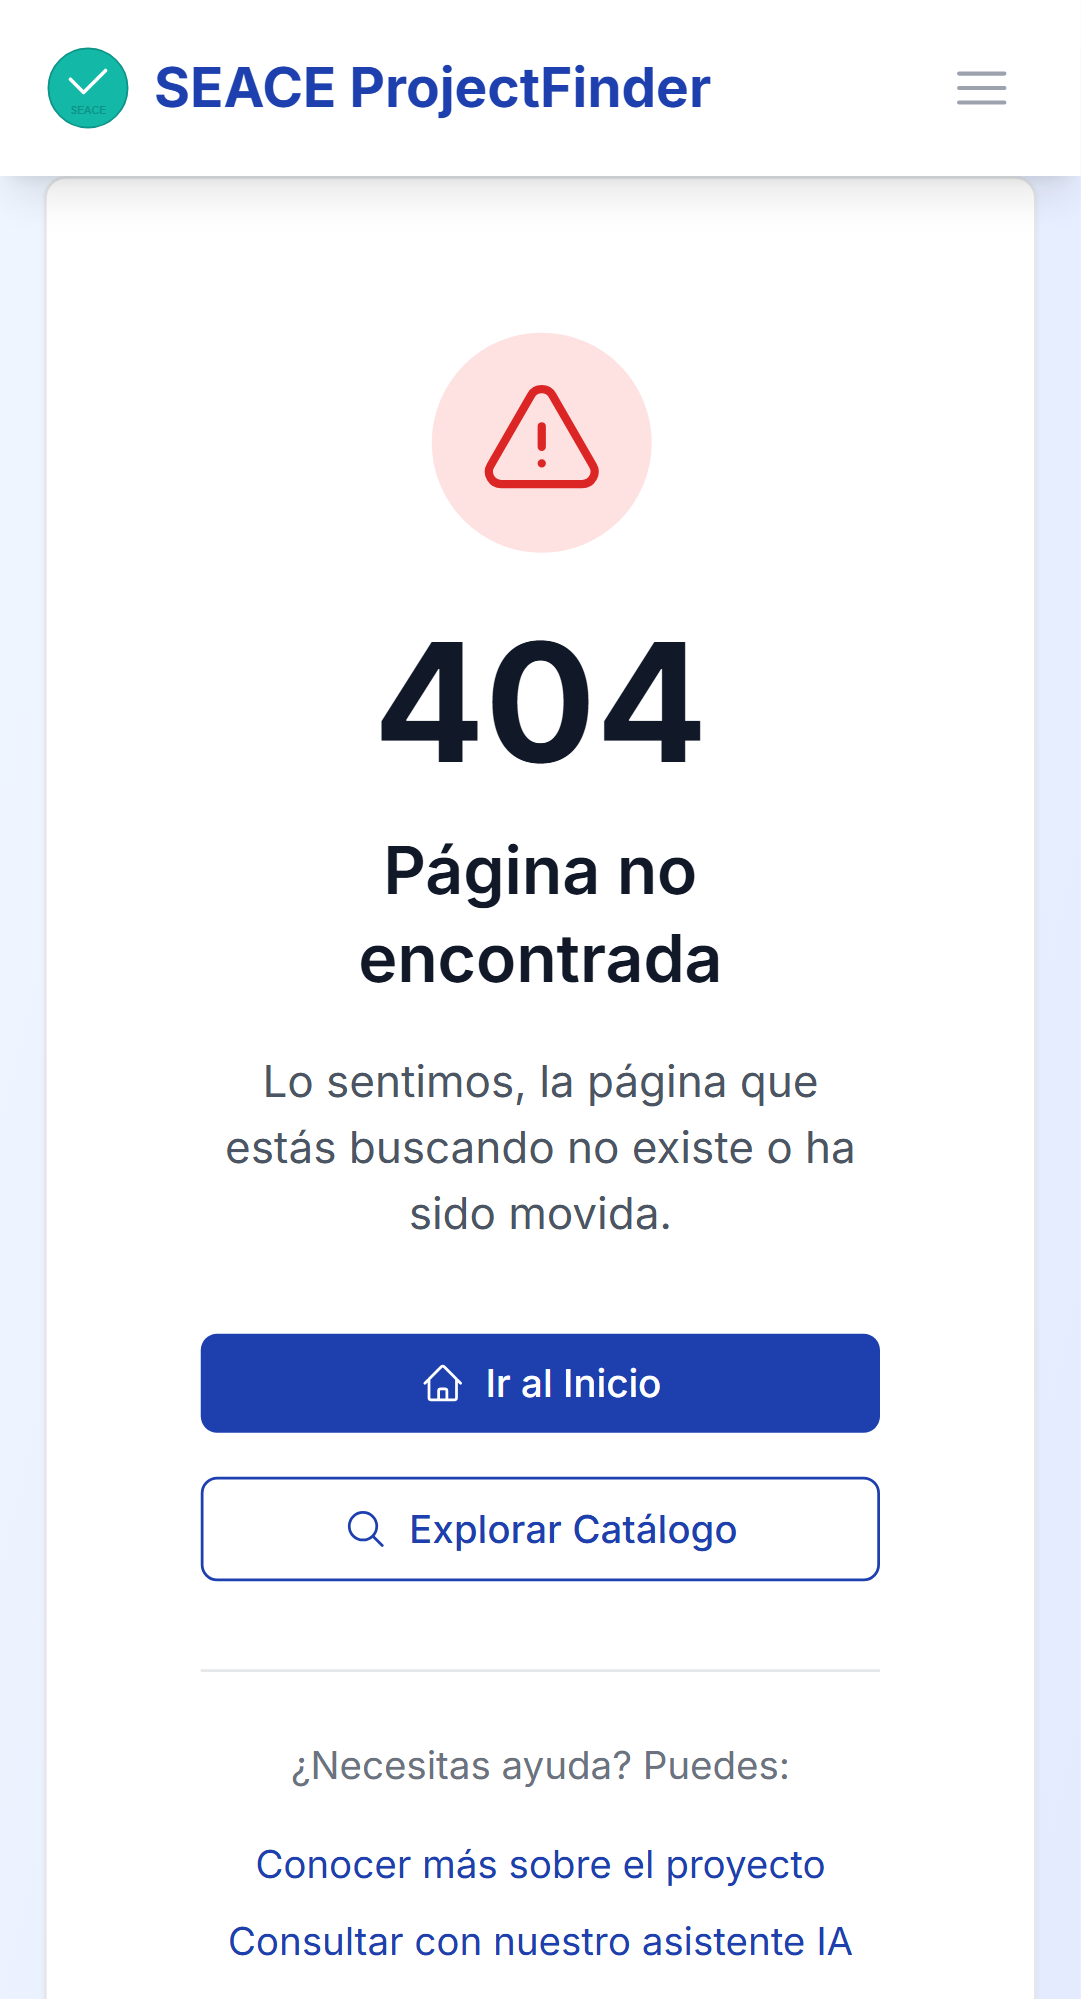 SEACE
SEACE ProjectFinder
404
Página no
encontrada
Lo sentimos, la página que
estás buscando no existe o ha
sido movida.
Ir al Inicio
Explorar Catálogo
¿Necesitas ayuda? Puedes:
Conocer más sobre el proyecto
Consultar con nuestro asistente IA